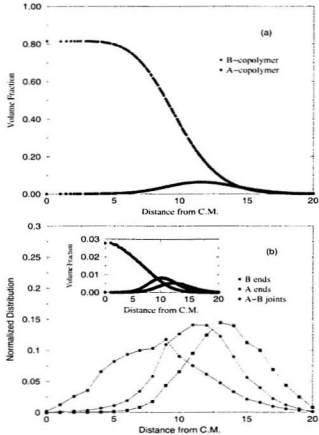 1.00
(a)
0.80
• B-copolymer
• A-copolymer
0.60
Volume Fraction
0.40
0.20
0.00
0 5 10 15 20
Distance from C.M.
0.3
(b)
0.25
0.03
0.02
0.01
0.00
Volume Fraction
0 5 10 15 20
Distance from C.M.
• B ends
• A ends
• A-B joints
0.2
Normalized Distribution
0.15
0.1
0.05
0
0 5 10 15 20
Distance from C.M.